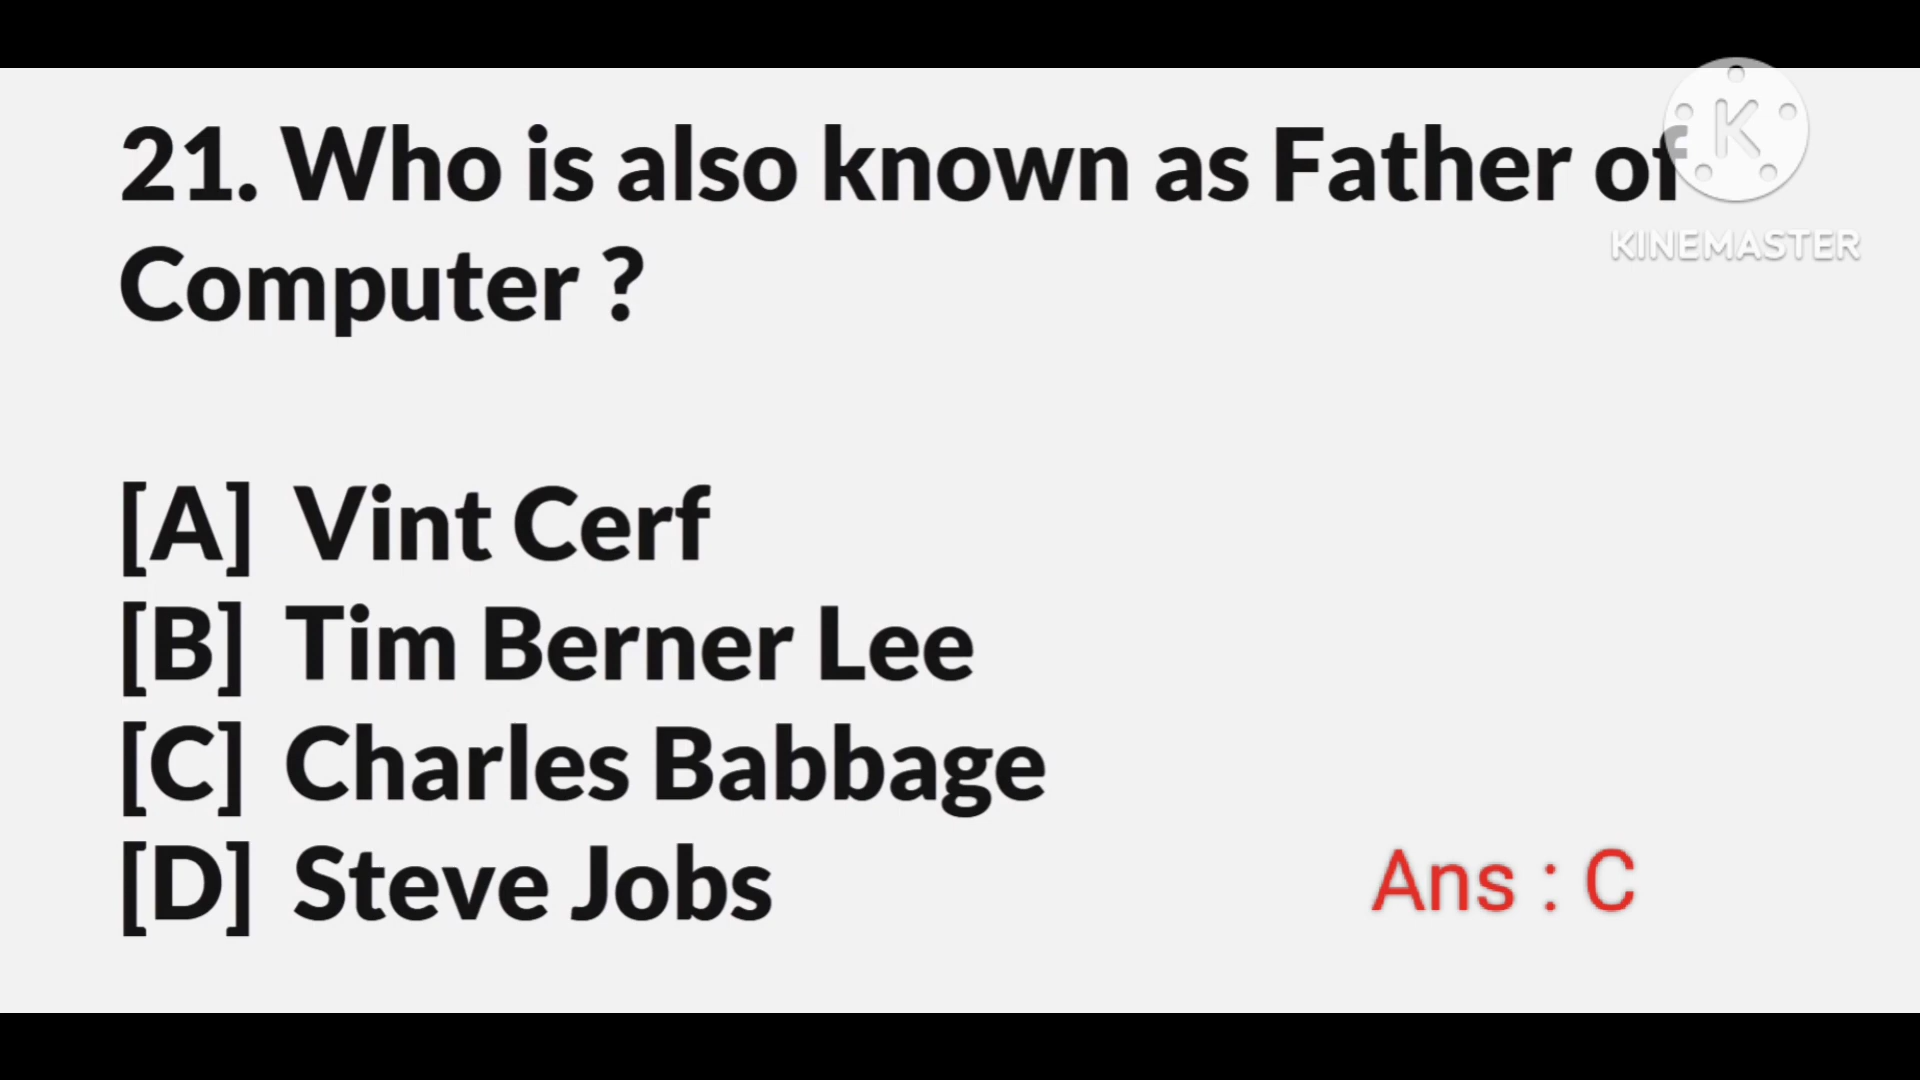 21. Who is also known as Father of
Computer ?
K
KINEMASTER
[A] Vint Cerf
[B] Tim Berner Lee
[C] Charles Babbage
[D] Steve Jobs
Ans : C